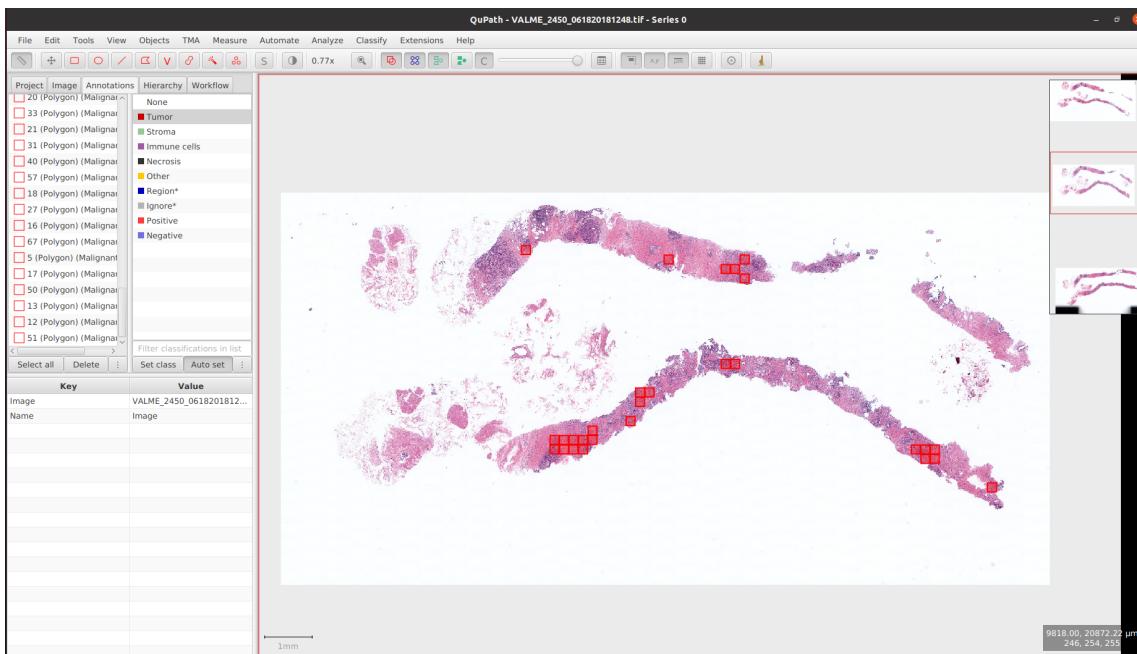 QuPath - VALME_2450_061820181248.tif - Series 0
File Edit Tools View Objects TMA Measure Automate Analyze Classify Extensions Help
V S 0.77x C x,y
Project Image Annotations Hierarchy Workflow
20 (Polygon) (Malignan
33 (Polygon) (Malignar
21 (Polygon) (Malignar
31 (Polygon) (Malignar
40 (Polygon) (Malignar
57 (Polygon) (Malignar
18 (Polygon) (Malignar
27 (Polygon) (Malignar
16 (Polygon) (Malignar
67 (Polygon) (Malignar
5 (Polygon) (Malignant
17 (Polygon) (Malignar
50 (Polygon) (Malignar
13 (Polygon) (Malignar
12 (Polygon) (Malignar
51 (Polygon) (Malignar
None
Tumor
Stroma
Immune cells
Necrosis
Other
Region*
Ignore*
Positive
Negative
Filter classifications in list
Select all Delete ⋮ Set class Auto set ⋮
Key Value
Image VALME_2450_0618201812...
Name Image
1mm
9818.00, 20872.22 µm
246, 254, 255